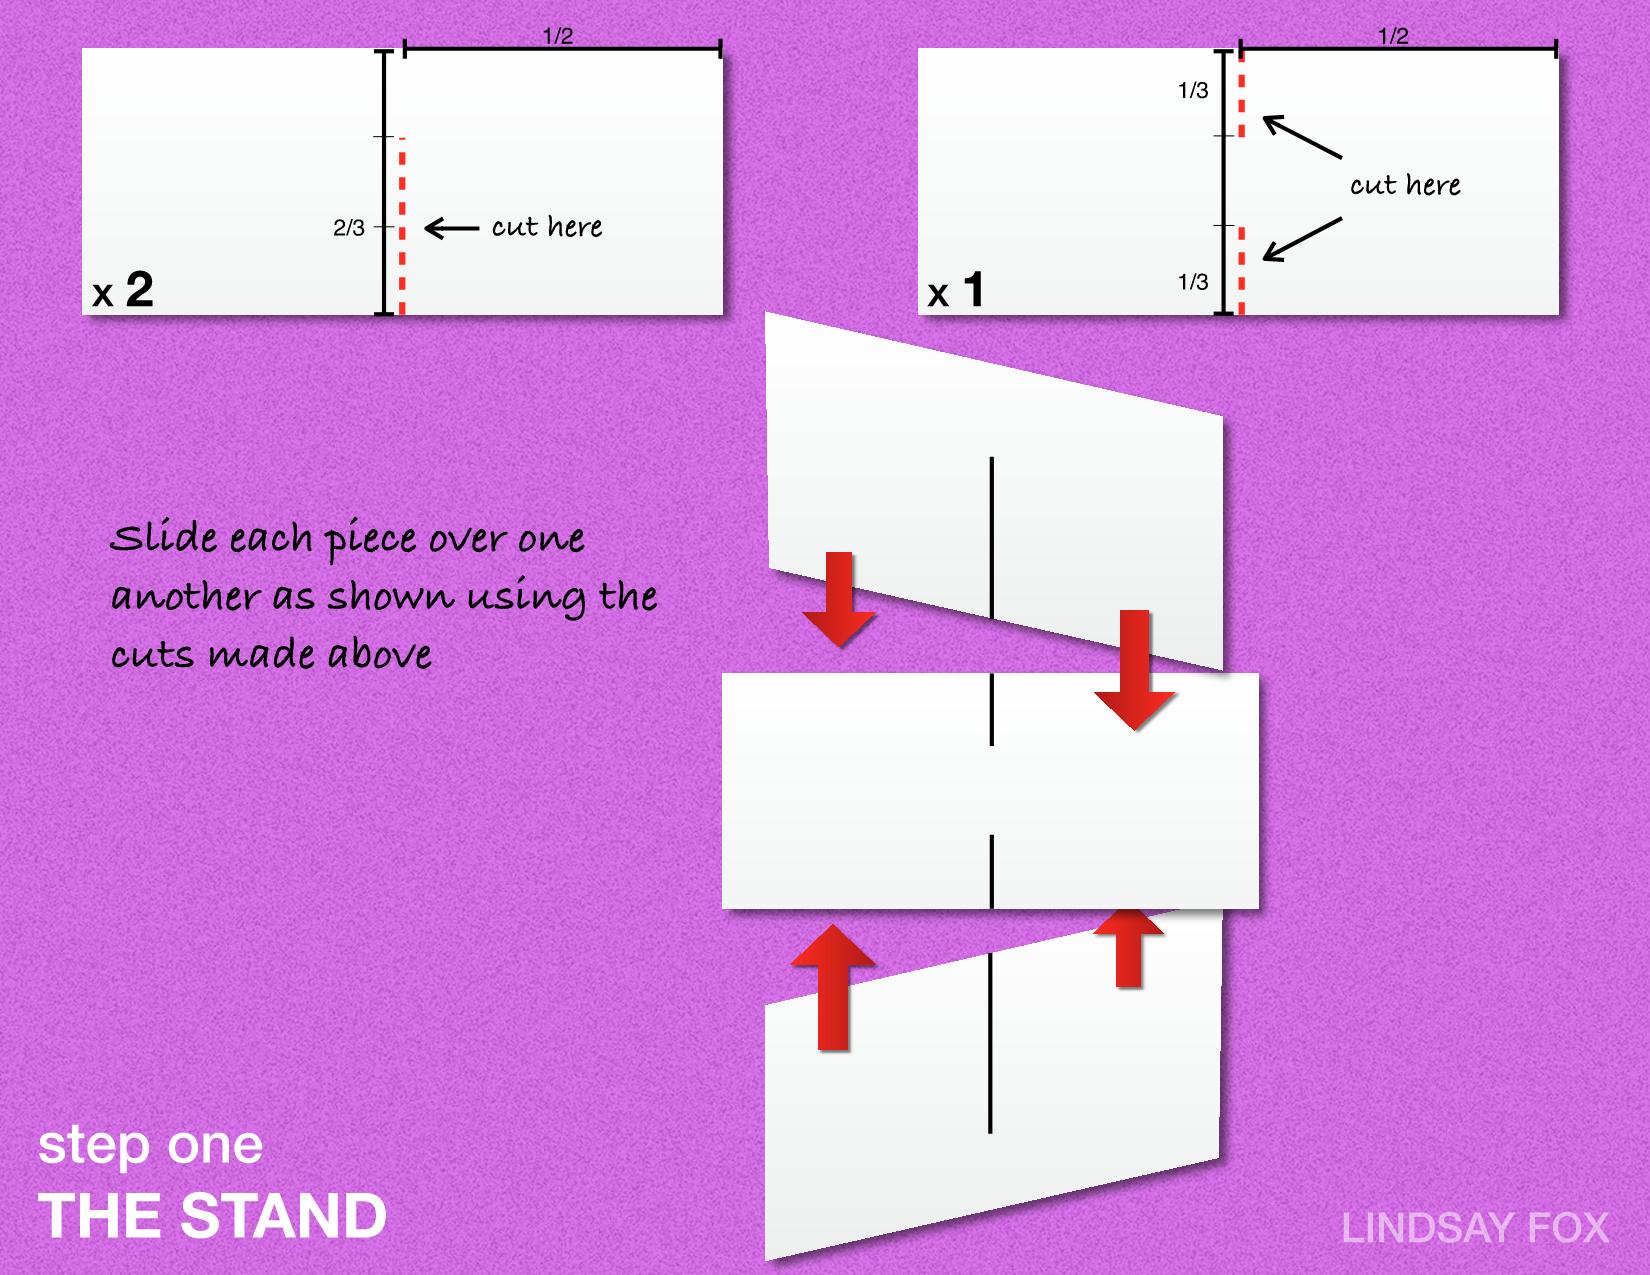 1/2
2/3
cut here
x 2
1/2
1/3
cut here
1/3
x 1
Slide each piece over one
another as shown using the
cuts made above
step one
THE STAND
LINDSAY FOX